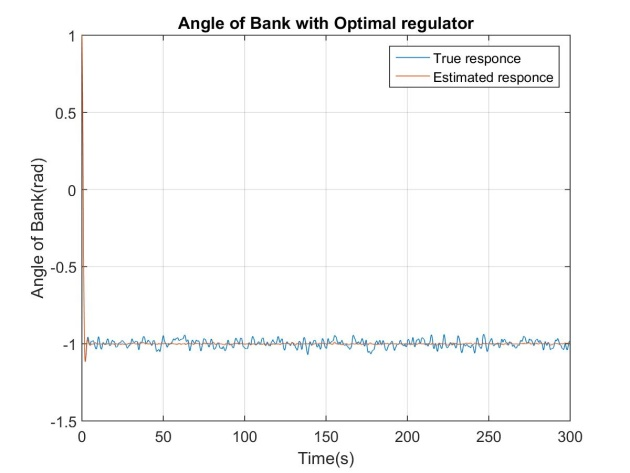 Angle of Bank with Optimal regulator
True responce
Estimated responce
Angle of Bank(rad)
1
0.5
0
-0.5
-1
-1.5
0 50 100 150 200 250 300
Time(s)